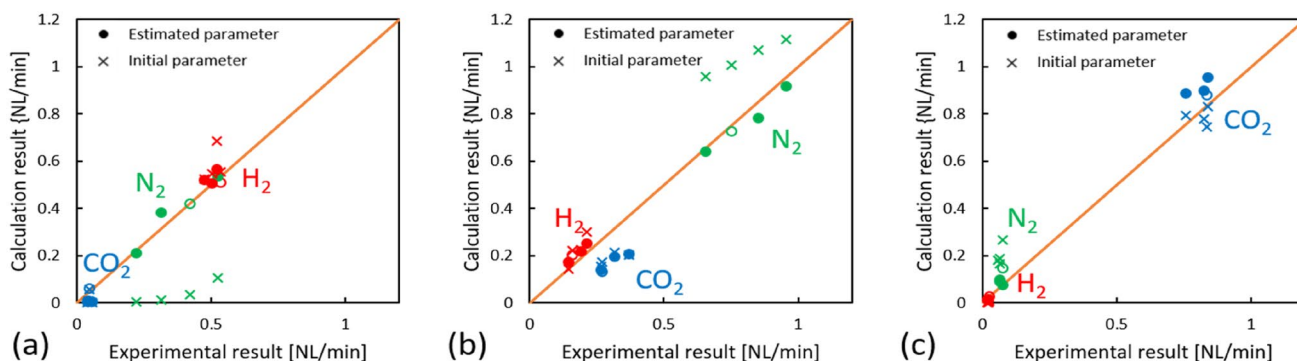 1.2
1
0.8
0.6
0.4
0.2
0
0
0.5
1
Calculation result {NL/min}
Experimental result [NL/min]
● Estimated parameter
× Initial parameter
N₂
H₂
CO₂
(a)
1.2
1
0.8
0.6
0.4
0.2
0
0
0.5
1
Calculation result {NL/min]
Experimental result [NL/min]
● Estimated parameter
× Initial parameter
N₂
H₂
CO₂
(b)
1.2
1
0.8
0.6
0.4
0.2
0
0
0.5
1
Calculation result {NL/min]
Experimental result [NL/min]
● Estimated parameter
× Initial parameter
CO₂
N₂
H₂
(c)